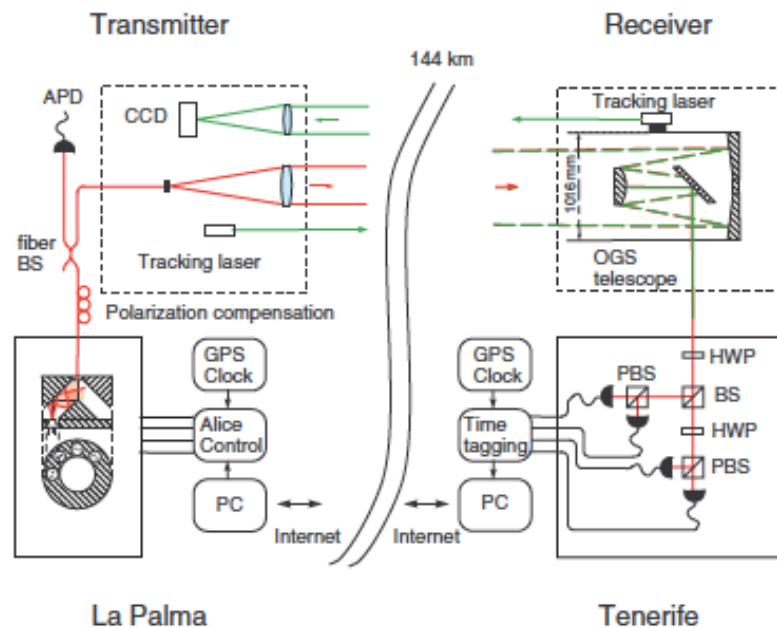 Transmitter
Receiver
144 km
APD
CCD
Tracking laser
1016 mm
fiber
BS
Tracking laser
OGS
telescope
Polarization compensation
GPS
Clock
Alice
Control
PC
Internet
GPS
Clock
Time
tagging
PC
Internet
PBS
HWP
BS
HWP
PBS
La Palma
Tenerife